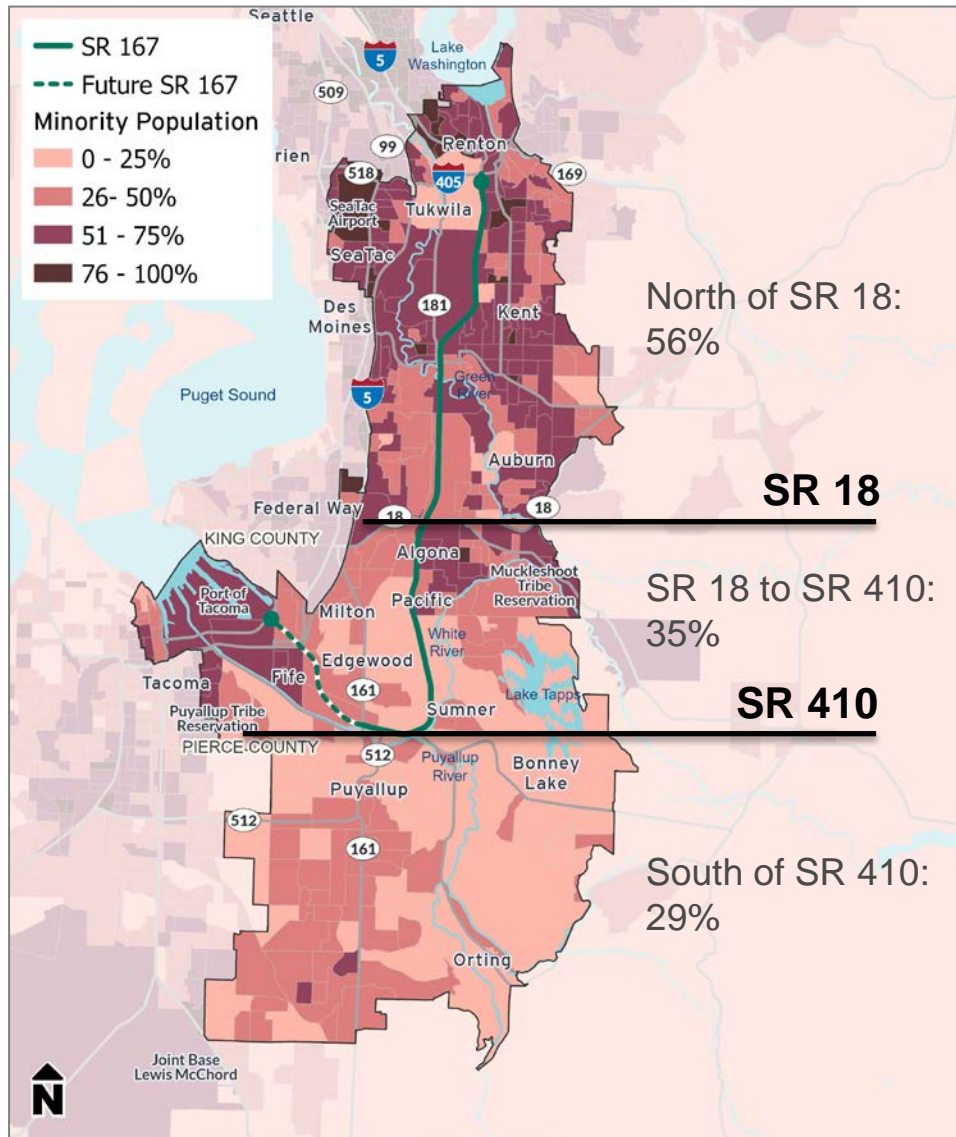 Seattle
SR 167
Future SR 167
Minority Population
0 - 25%
26- 50%
51 - 75%
76 - 100%
5
Lake
Washington
509
99
Renton
rien
518
405
169
SeaTac
Airport
Tukwila
SeaTac
181
Des
Moines
Kent
North of SR 18:
56%
Green
River
5
Puget Sound
Auburn
SR 18
Federal Way
18
18
KING COUNTY
Algona
Muckleshoot
Tribe
Reservation
SR 18 to SR 410:
35%
Port of
Tacoma
Milton
Pacific
White
River
Edgewood
Fife
Tacoma
161
Lake Tapps
Sumner
SR 410
Puyallup Tribe
Reservation
PIERCE COUNTY
512
Puyallup
River
Bonney
Lake
Puyallup
512
161
South of SR 410:
29%
Orting
Joint Base
Lewis McChord
N